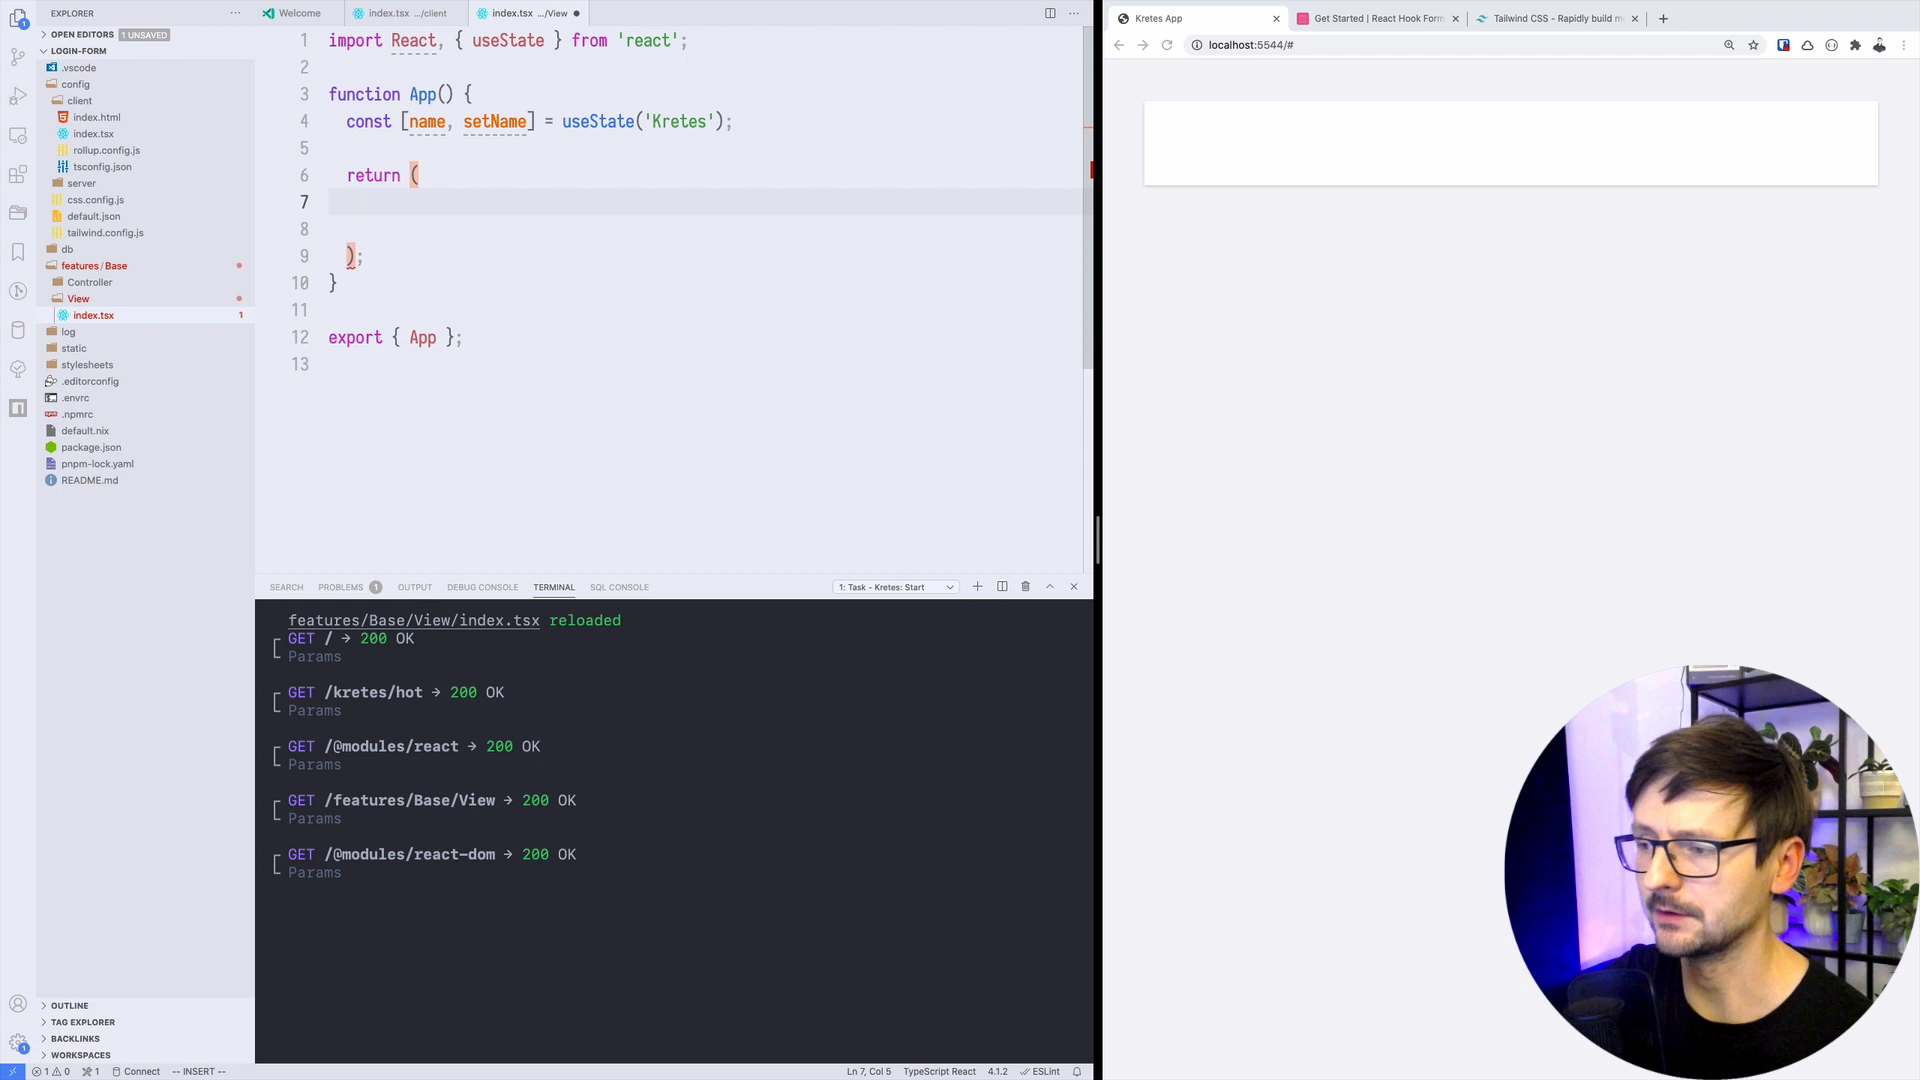 EXPLORER
OPEN EDITORS 1 UNSAVED
LOGIN-FORM
.vscode
config
client
index.html
index.tsx
rollup.config.js
tsconfig.json
server
css.config.js
default.json
tailwind.config.js
db
features / Base
Controller
View
index.tsx 1
log
static
stylesheets
.editorconfig
.envrc
.npmrc
default.nix
package.json
pnpm-lock.yaml
README.md
OUTLINE
TAG EXPLORER
BACKLINKS
WORKSPACES
Welcome
index.tsx .../client
index.tsx .../View
1 import React, { useState } from 'react';
2
3 function App() {
4 const [name, setName] = useState('Kretes');
5
6 return (
7
8
9 );
10 }
11
12 export { App };
13
SEARCH PROBLEMS 1 OUTPUT DEBUG CONSOLE TERMINAL SQL CONSOLE 1: Task - Kretes: Start
features/Base/View/index.tsx reloaded
GET / → 200 OK
Params
GET /kretes/hot → 200 OK
Params
GET /@modules/react → 200 OK
Params
GET /features/Base/View → 200 OK
Params
GET /@modules/react-dom → 200 OK
Params
1 0 1 Connect -- INSERT -- Ln 7, Col 5 TypeScript React 4.1.2 ESLint
Kretes App
Get Started | React Hook Form
Tailwind CSS - Rapidly build m
localhost:5544/#